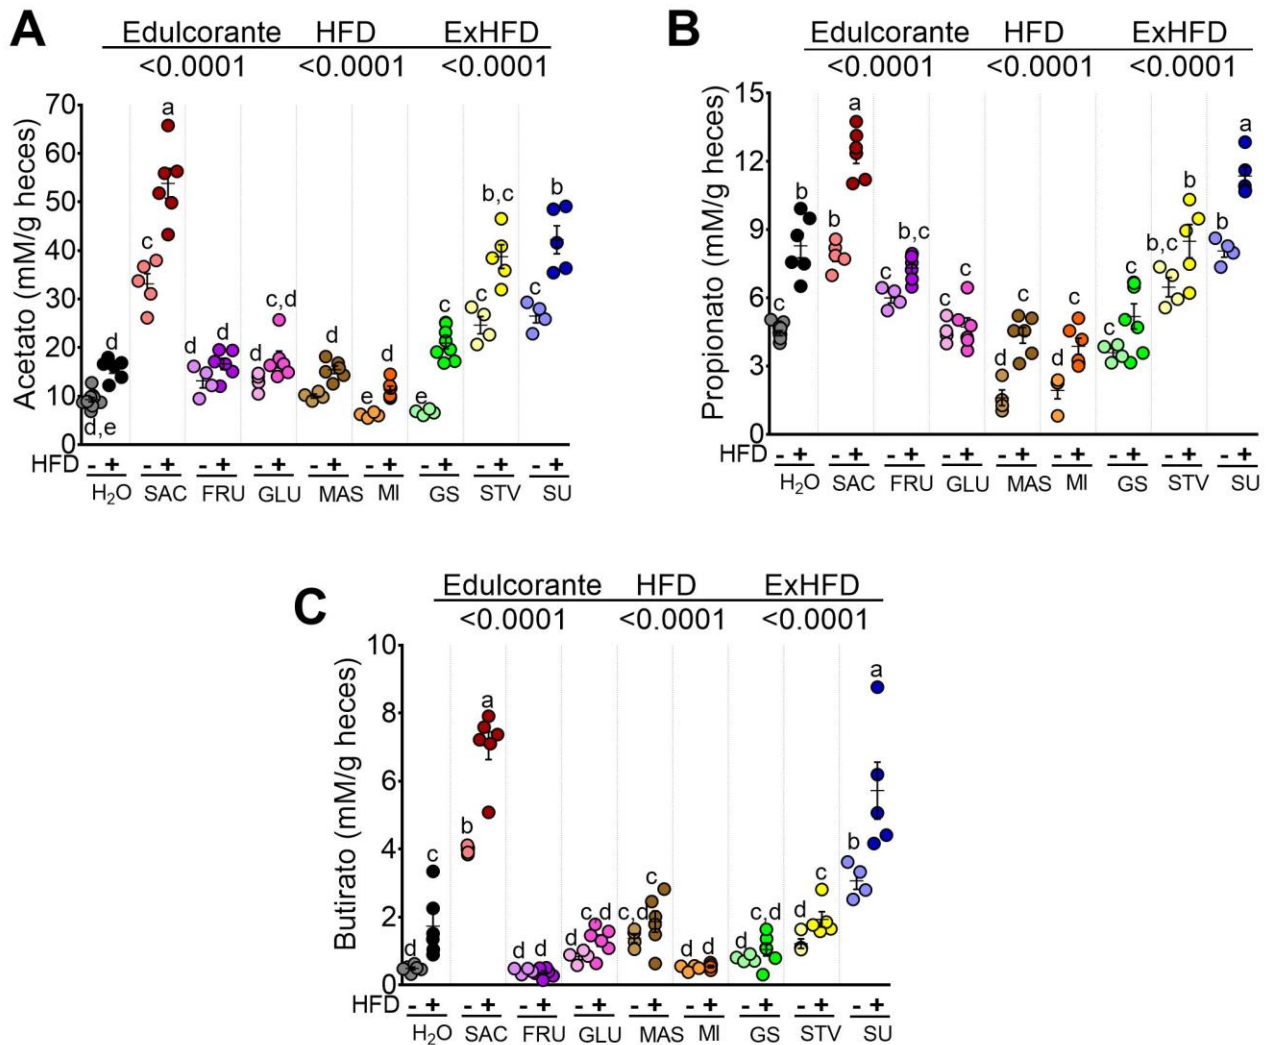 A
Edulcorante HFD ExHFD
<0.0001 <0.0001 <0.0001
Acetato (mM/g heces)
70
60
50
40
30
20
10
0
a
c
d
d,e
d
d
d
c,d
d
e
d
e
c
c
b,c
c
b
HFD - + - + - + - + - + - + - + - + - +
H2O SAC FRU GLU MAS MI GS STV SU
B
Edulcorante HFD ExHFD
<0.0001 <0.0001 <0.0001
Propionato (mM/g heces)
15
12
9
6
3
0
c
b
b
a
c
b,c
c
c
d
c
d
c
c
c
b,c
b
b
a
HFD - + - + - + - + - + - + - + - + - +
H2O SAC FRU GLU MAS MI GS STV SU
C
Edulcorante HFD ExHFD
<0.0001 <0.0001 <0.0001
Butirato (mM/g heces)
10
8
6
4
2
0
d
c
b
a
d
d
d
c,d
c,d
c
d
d
d
c,d
d
c
b
a
HFD - + - + - + - + - + - + - + - + - +
H2O SAC FRU GLU MAS MI GS STV SU